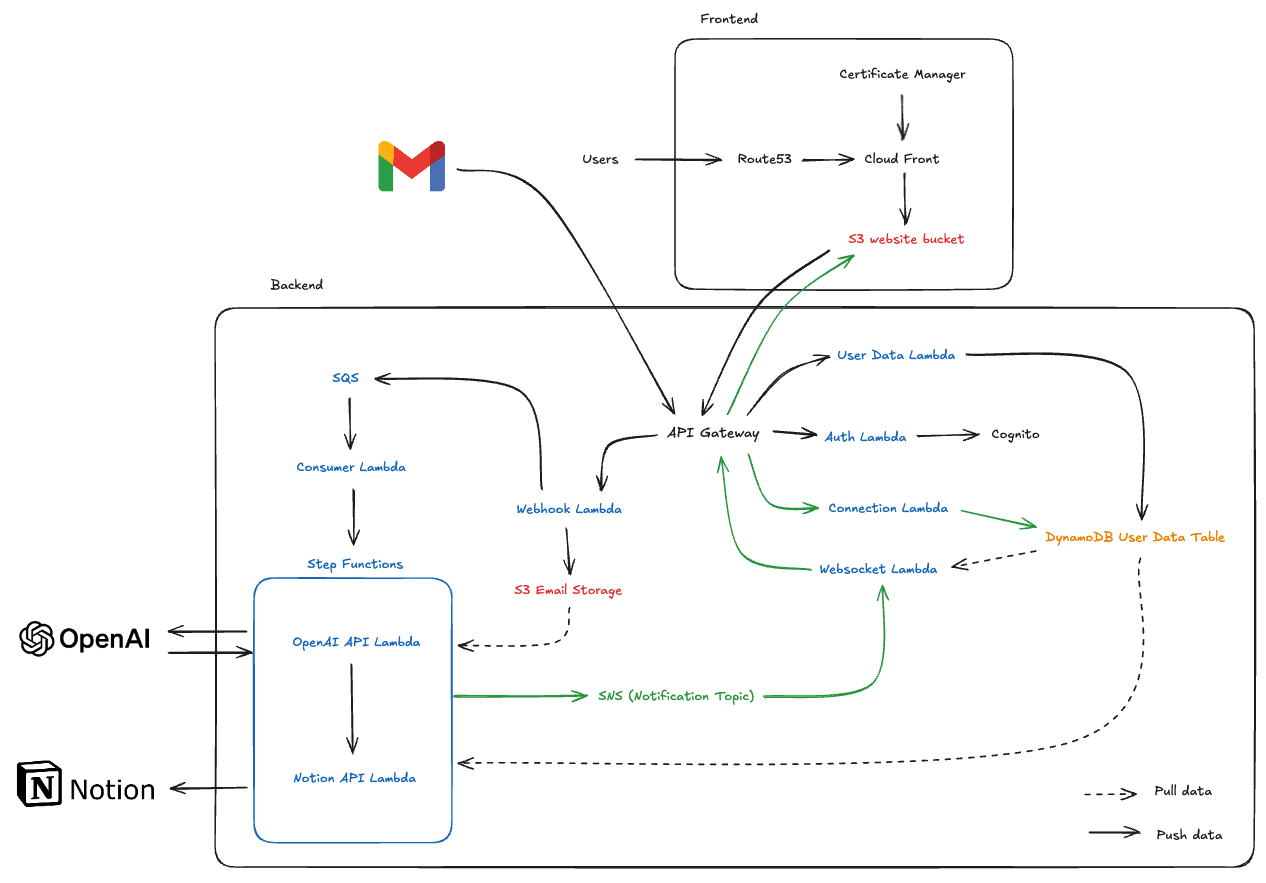 Frontend
Certificate Manager
Users
Route53
Cloud Front
S3 website bucket
Backend
SQS
User Data Lambda
API Gateway
Auth Lambda
Cognito
Consumer Lambda
Webhook Lambda
Connection Lambda
DynamoDB User Data Table
Step Functions
Websocket Lambda
S3 Email Storage
OpenAI
OpenAI API Lambda
SNS (Notification Topic)
Notion
Notion API Lambda
Pull data
Push data